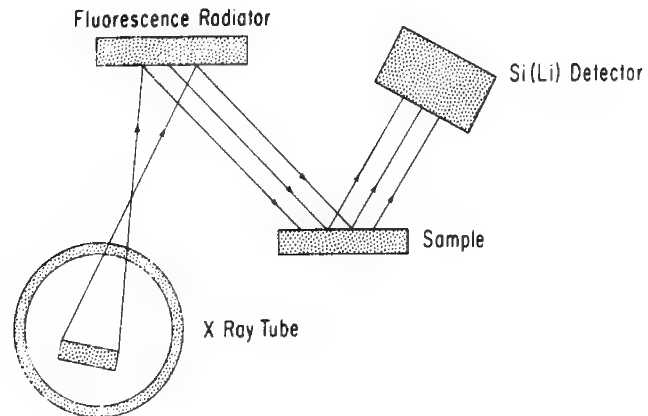 Fluorescence Radiator
Si(Li) Detector
Sample
X Ray Tube